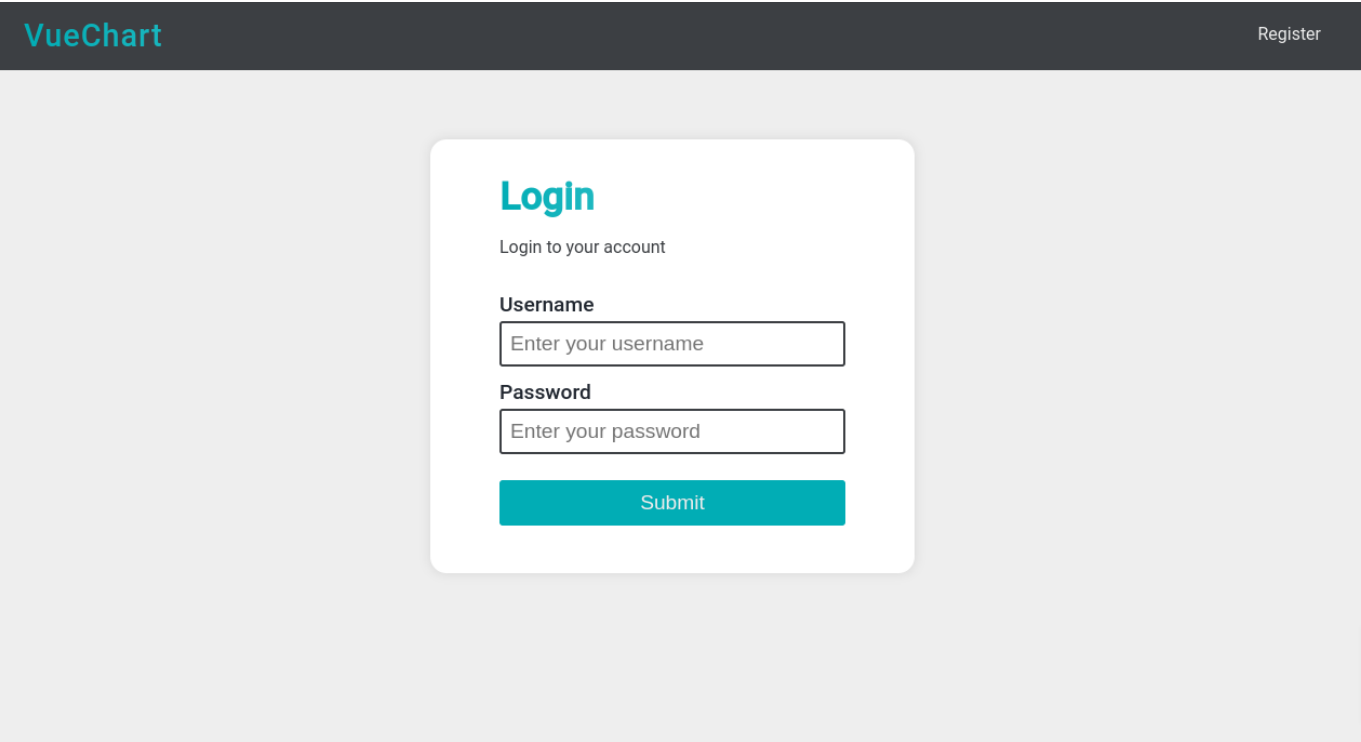 VueChart
Register
Login
Login to your account
Username
Enter your username
Password
Enter your password
Submit